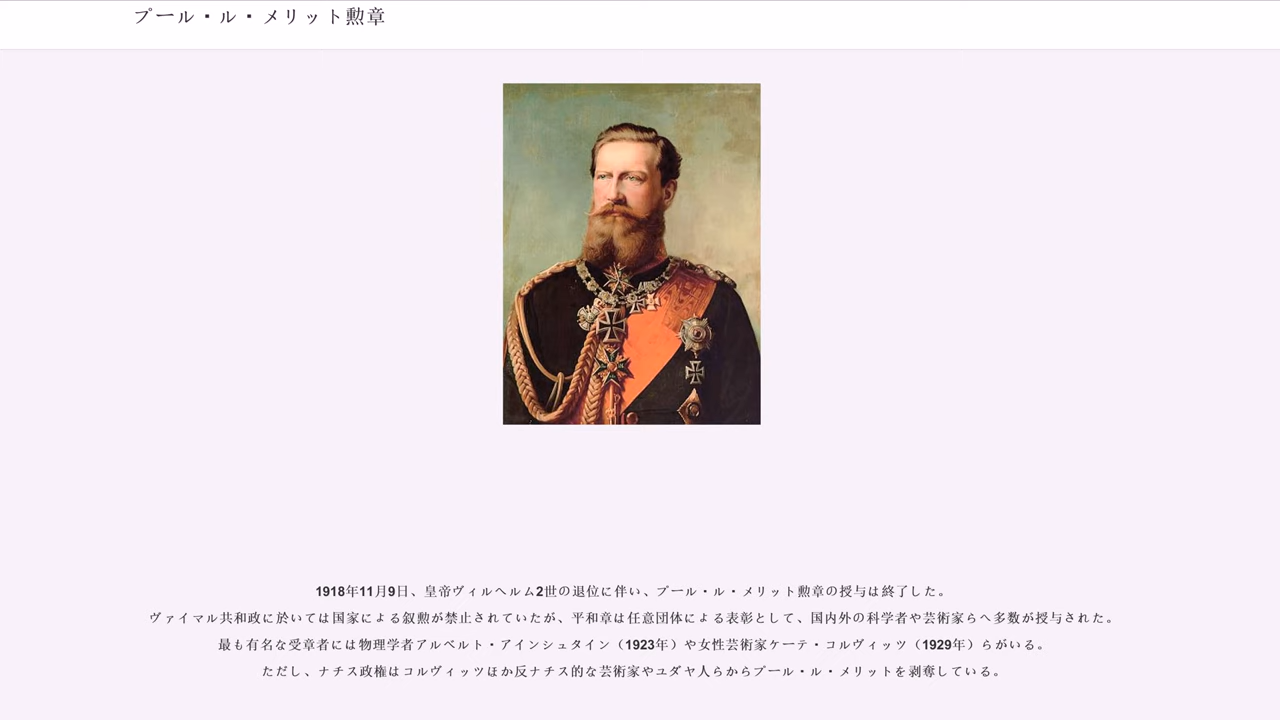 プール・ル・メリット勲章
1918年11月9日、皇帝ヴィルヘルム2世の退位に伴い、プール・ル・メリット勲章の授与は終了した。
ヴァイマル共和政に於いては国家による叙勲が禁止されていたが、平和章は任意団体による表彰として、国内外の科学者や芸術家らへ多数が授与された。
最も有名な受章者には物理学者アルベルト・アインシュタイン（1923年）や女性芸術家ケーテ・コルヴィッツ（1929年）らがいる。
ただし、ナチス政権はコルヴィッツほか反ナチス的な芸術家やユダヤ人らからプール・ル・メリットを剥奪している。